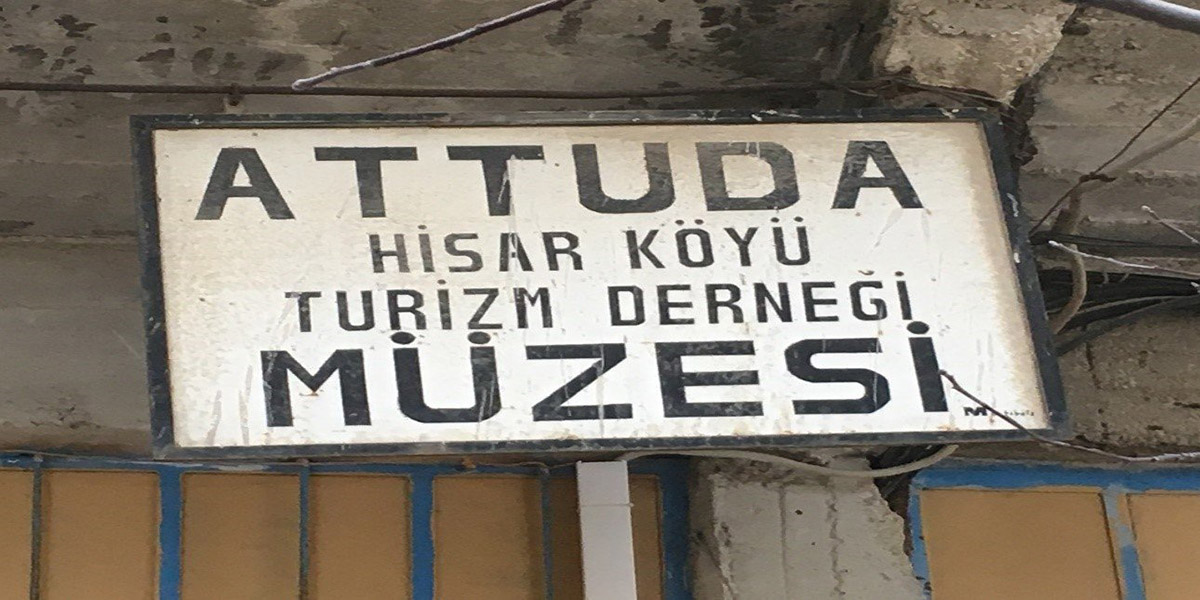 ATTUDA
HİSAR KÖYÜ
TURİZM DERNEĞİ
MÜZESİ